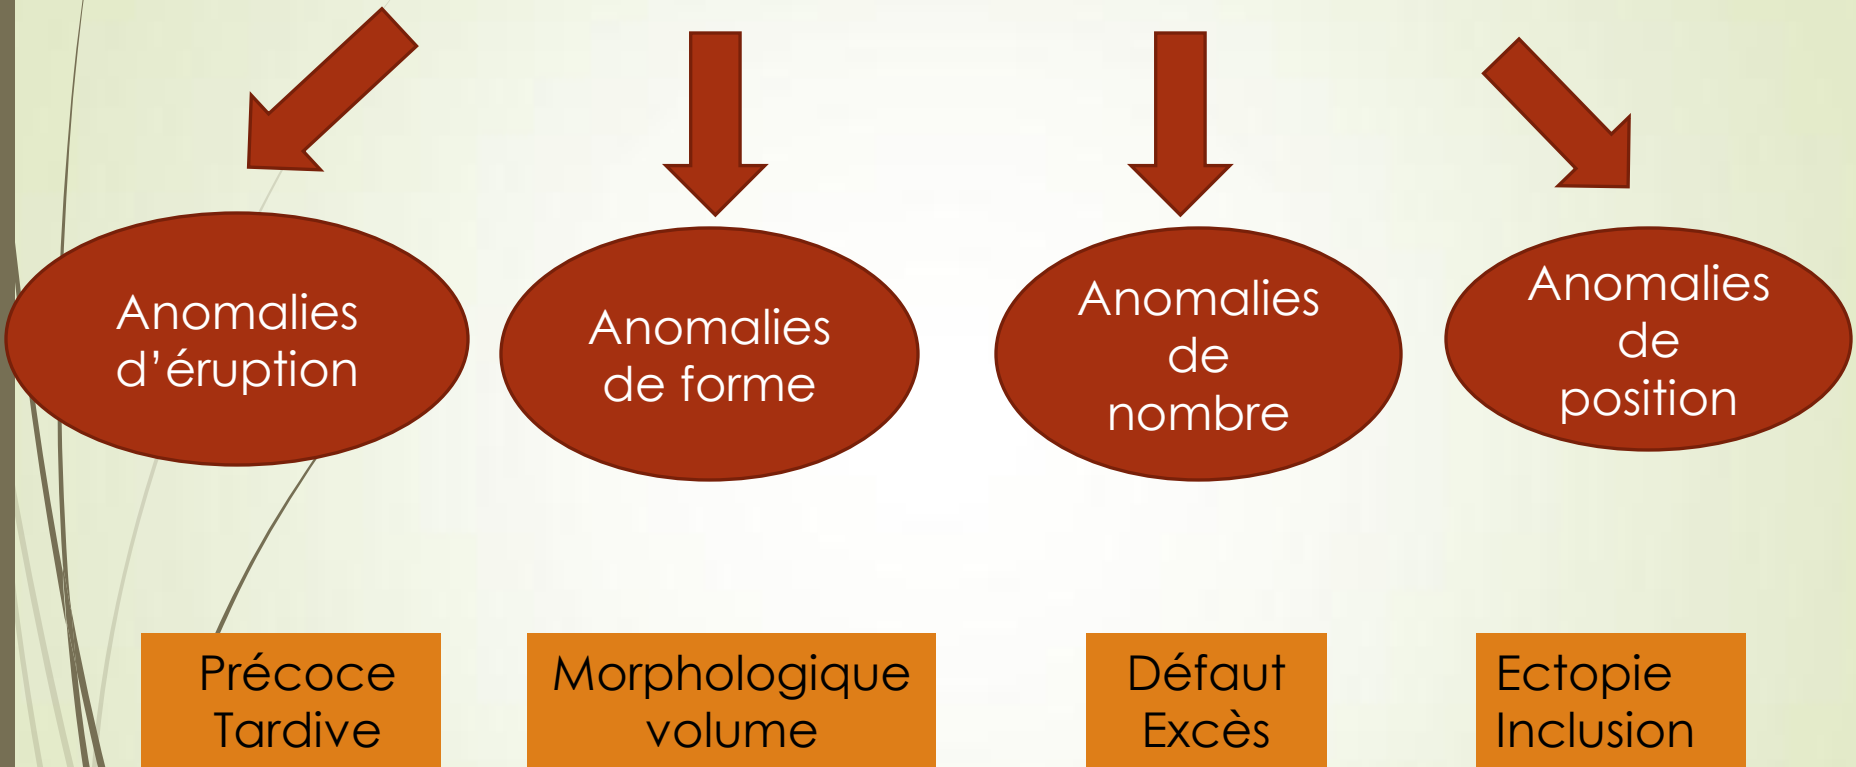 Anomalies
d’éruption
Anomalies
de forme
Anomalies
de
nombre
Anomalies
de
position
Précoce
Tardive
Morphologique
volume
Défaut
Excès
Ectopie
Inclusion